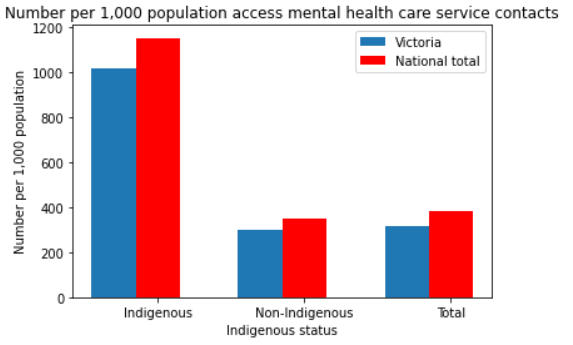 Number per 1,000 population access mental health care service contacts
1200
1000
800
600
400
200
0
Number per 1,000 population
Victoria
National total
Indigenous
Non-Indigenous
Total
Indigenous status